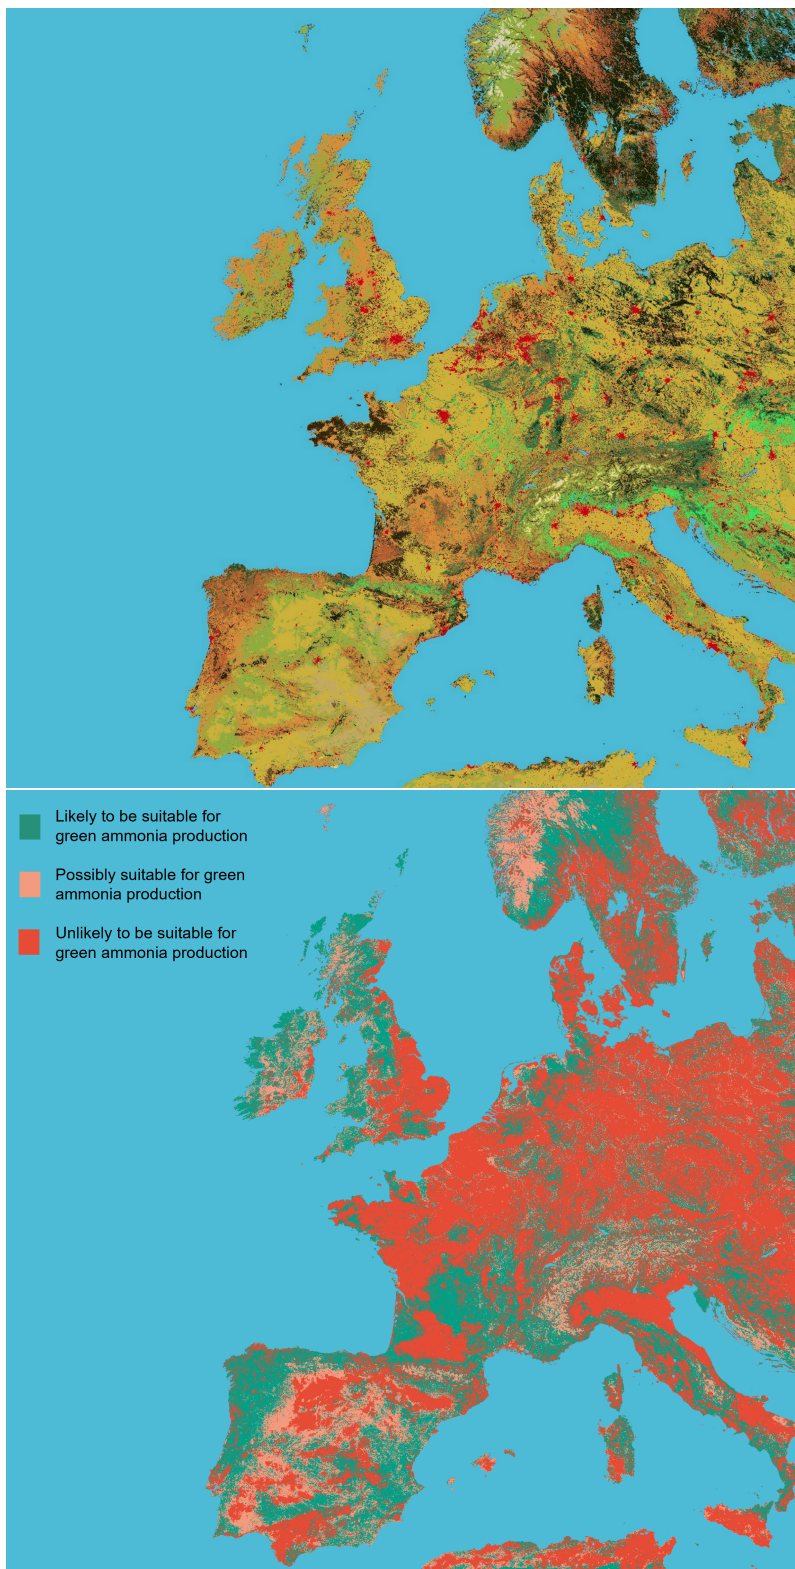 Likely to be suitable for
green ammonia production
Possibly suitable for green
ammonia production
Unlikely to be suitable for
green ammonia production